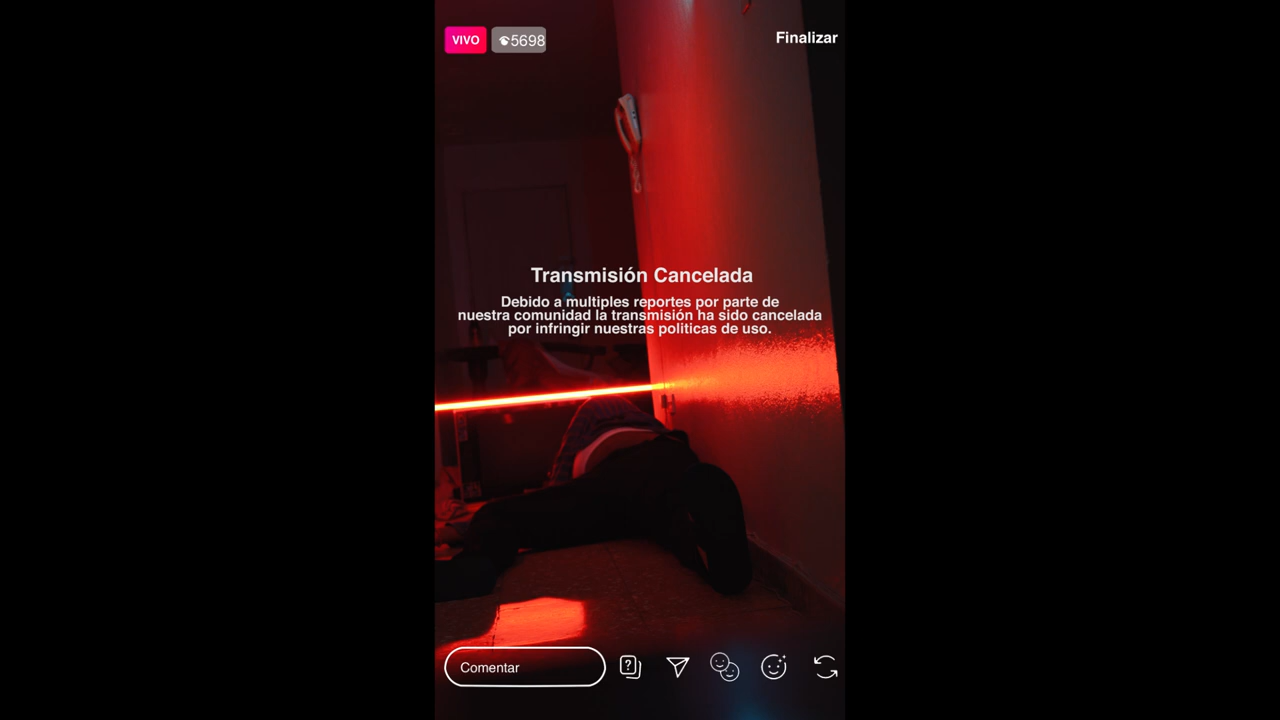 VIVO 5698 Finalizar
Transmisión Cancelada
Debido a multiples reportes por parte de
nuestra comunidad la transmisión ha sido cancelada
por infringir nuestras politicas de uso.
Comentar
?